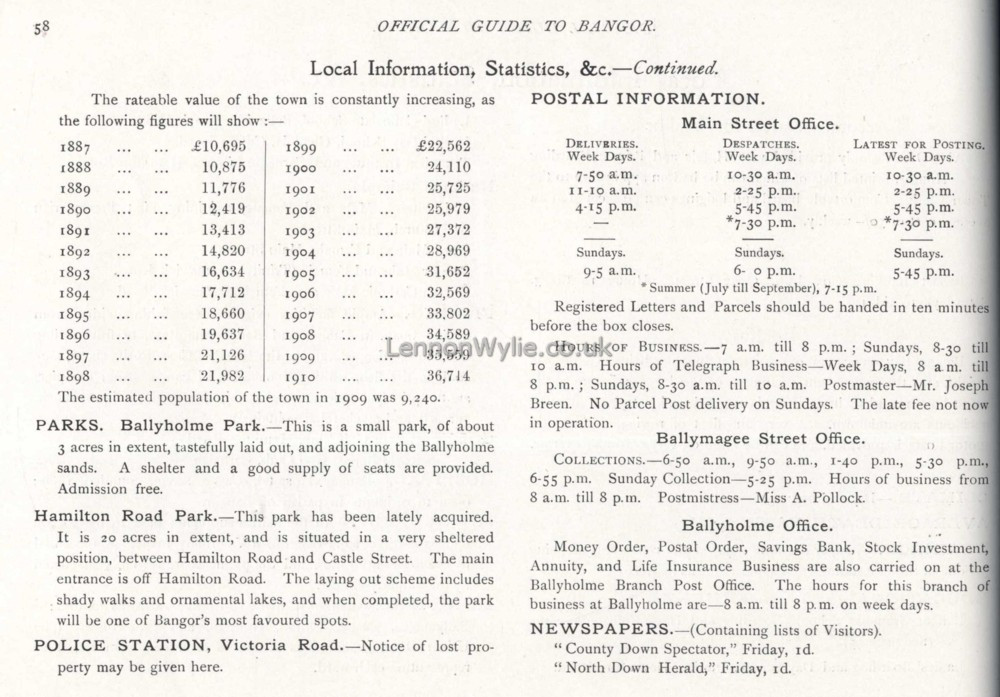 58
OFFICIAL GUIDE TO BANGOR.
Local Information, Statistics, &c.—Continued.
The rateable value of the town is constantly increasing, as
the following figures will show :—
1887 ... ... £10,695
1888 ... ... 10,875
1889 ... ... 11,776
1890 ... ... 12,419
1891 ... ... 13,413
1892 ... ... 14,820
1893 ... ... 16,634
1894 ... ... 17,712
1895 ... ... 18,660
1896 ... ... 19,637
1897 ... ... 21,126
1898 ... ... 21,982
1899 ... ... £22,562
1900 ... ... 24,110
1901 ... ... 25,725
1902 ... ... 25,979
1903 ... ... 27,372
1904 ... ... 28,969
1905 ... ... 31,652
1906 ... ... 32,569
1907 ... ... 33,802
1908 ... ... 34,589
1909 ... ...
1910 ... ... 36,714
The estimated population of the town in 1909 was 9,240.
PARKS. Ballyholme Park.—This is a small park, of about
3 acres in extent, tastefully laid out, and adjoining the Ballyholme
sands. A shelter and a good supply of seats are provided.
Admission free.
Hamilton Road Park.—This park has been lately acquired.
It is 20 acres in extent, and is situated in a very sheltered
position, between Hamilton Road and Castle Street. The main
entrance is off Hamilton Road. The laying out scheme includes
shady walks and ornamental lakes, and when completed, the park
will be one of Bangor's most favoured spots.
POLICE STATION, Victoria Road.—Notice of lost pro-
perty may be given here.
POSTAL INFORMATION.
Main Street Office.
DELIVERIES. DESPATCHES. LATEST FOR POSTING.
Week Days. Week Days. Week Days.
7-50 a.m. 10-30 a.m. 10-30 a.m.
11-10 a.m. 2-25 p.m. 2-25 p.m.
4-15 p.m. 5-45 p.m. 5-45 p.m.
— *7-30 p.m. *7-30 p.m.
Sundays. Sundays. Sundays.
9-5 a.m. 6- 0 p.m. 5-45 p.m.
* Summer (July till September), 7-15 p.m.
Registered Letters and Parcels should be handed in ten minutes
before the box closes.
HOURS OF BUSINESS.—7 a.m. till 8 p.m. ; Sundays, 8-30 till
10 a.m. Hours of Telegraph Business—Week Days, 8 a.m. till
8 p.m. ; Sundays, 8-30 a.m. till 10 a.m. Postmaster—Mr. Joseph
Breen. No Parcel Post delivery on Sundays. The late fee not now
in operation.
Ballymagee Street Office.
COLLECTIONS.—6-50 a.m., 9-50 a.m., 1-40 p.m., 5-30 p.m.,
6-55 p.m. Sunday Collection—5-25 p.m. Hours of business from
8 a.m. till 8 p.m. Postmistress—Miss A. Pollock.
Ballyholme Office.
Money Order, Postal Order, Savings Bank, Stock Investment,
Annuity, and Life Insurance Business are also carried on at the
Ballyholme Branch Post Office. The hours for this branch of
business at Ballyholme are—8 a.m. till 8 p.m. on week days.
NEWSPAPERS.—(Containing lists of Visitors).
"County Down Spectator," Friday, 1d.
"North Down Herald," Friday, 1d.
LennonWylie.co.uk